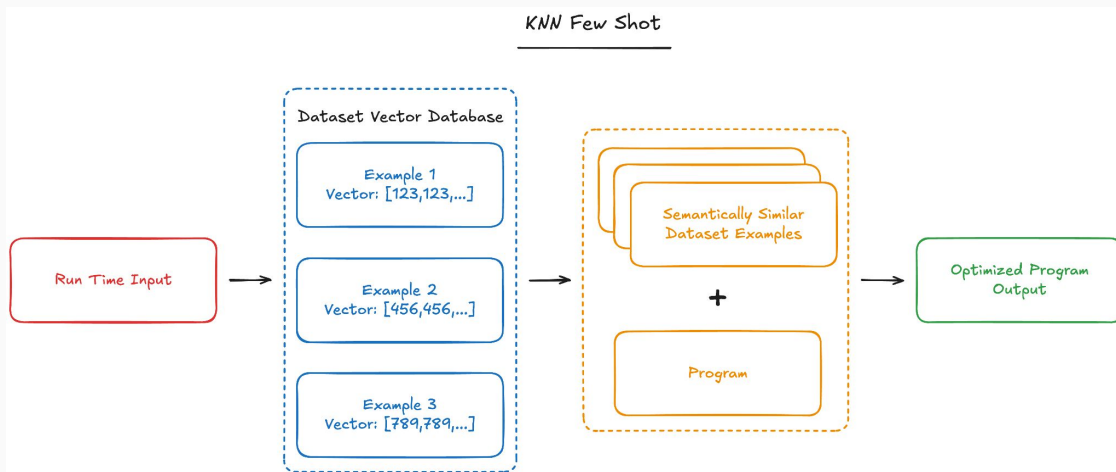 KNN Few Shot
Dataset Vector Database
Example 1
Vector: [123,123,...]
Example 2
Vector: [456,456,...]
Example 3
Vector: [789,789,...]
Run Time Input
Semantically Similar
Dataset Examples
+
Program
Optimized Program
Output